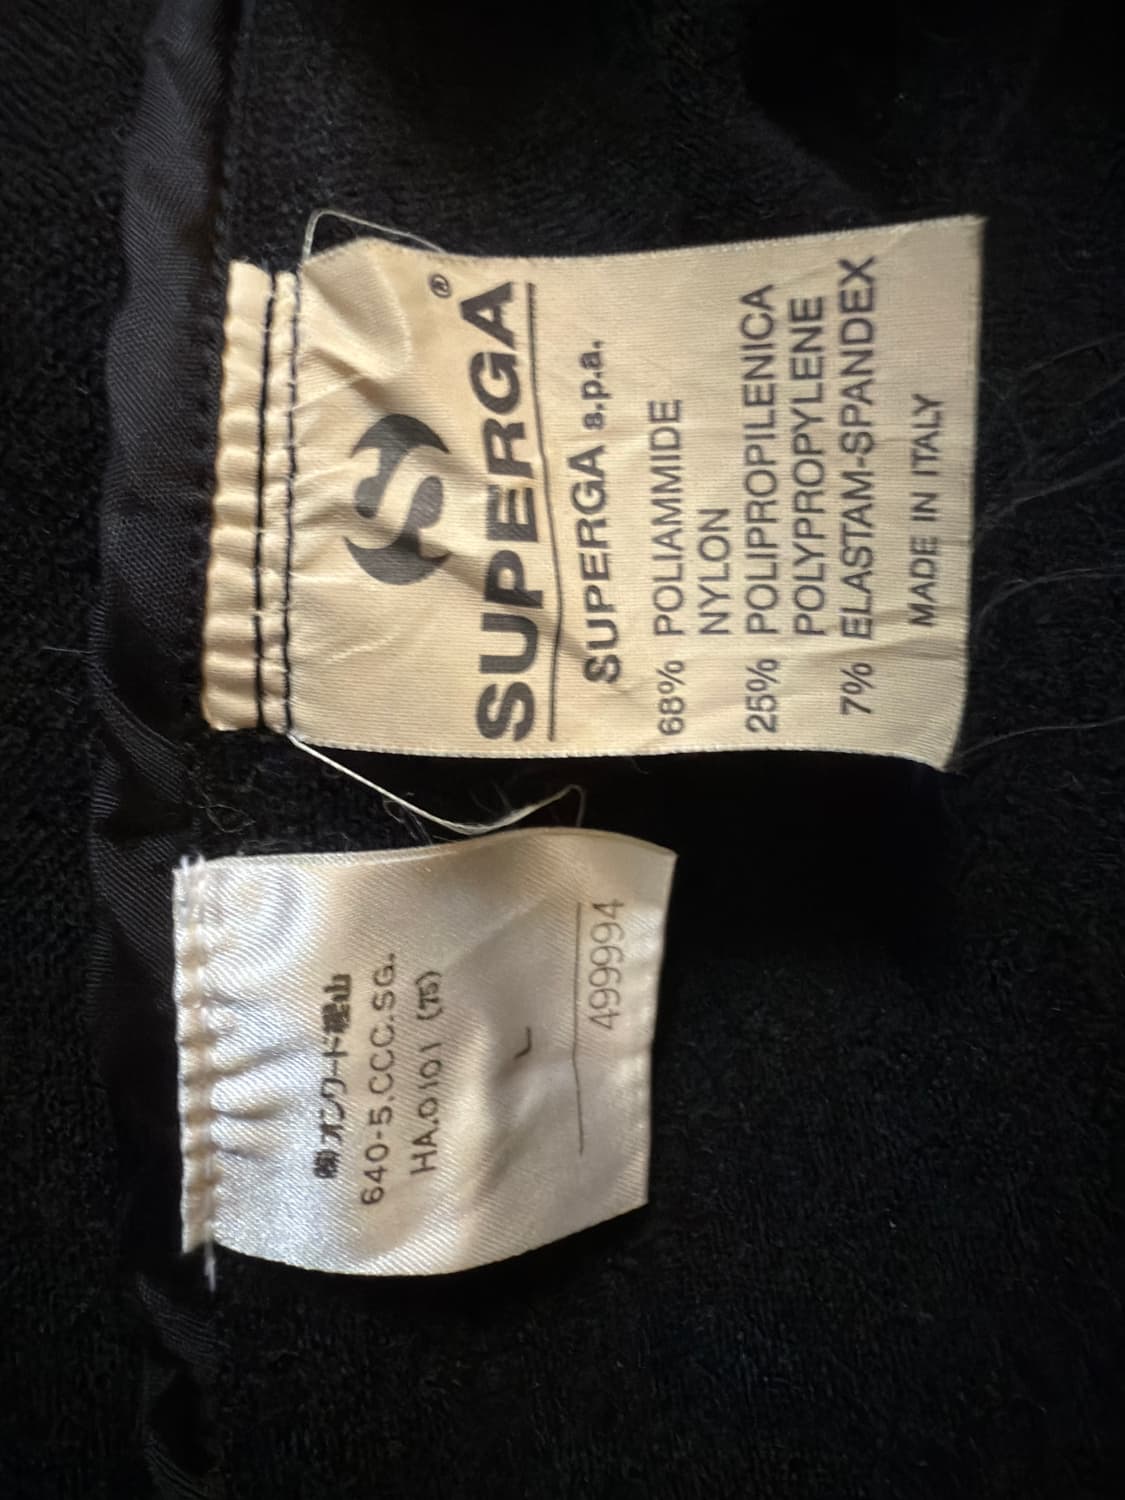 SUPERGA®
SUPERGA s.p.a.
68% POLIAMMIDE
NYLON
25% POLIPROPILENICA
POLYPROPYLENE
7% ELASTAM-SPANDEX
MADE IN ITALY
㈱オンワード樫山
640-5.CCC.SG.
HA.0101 (75)
L
499994